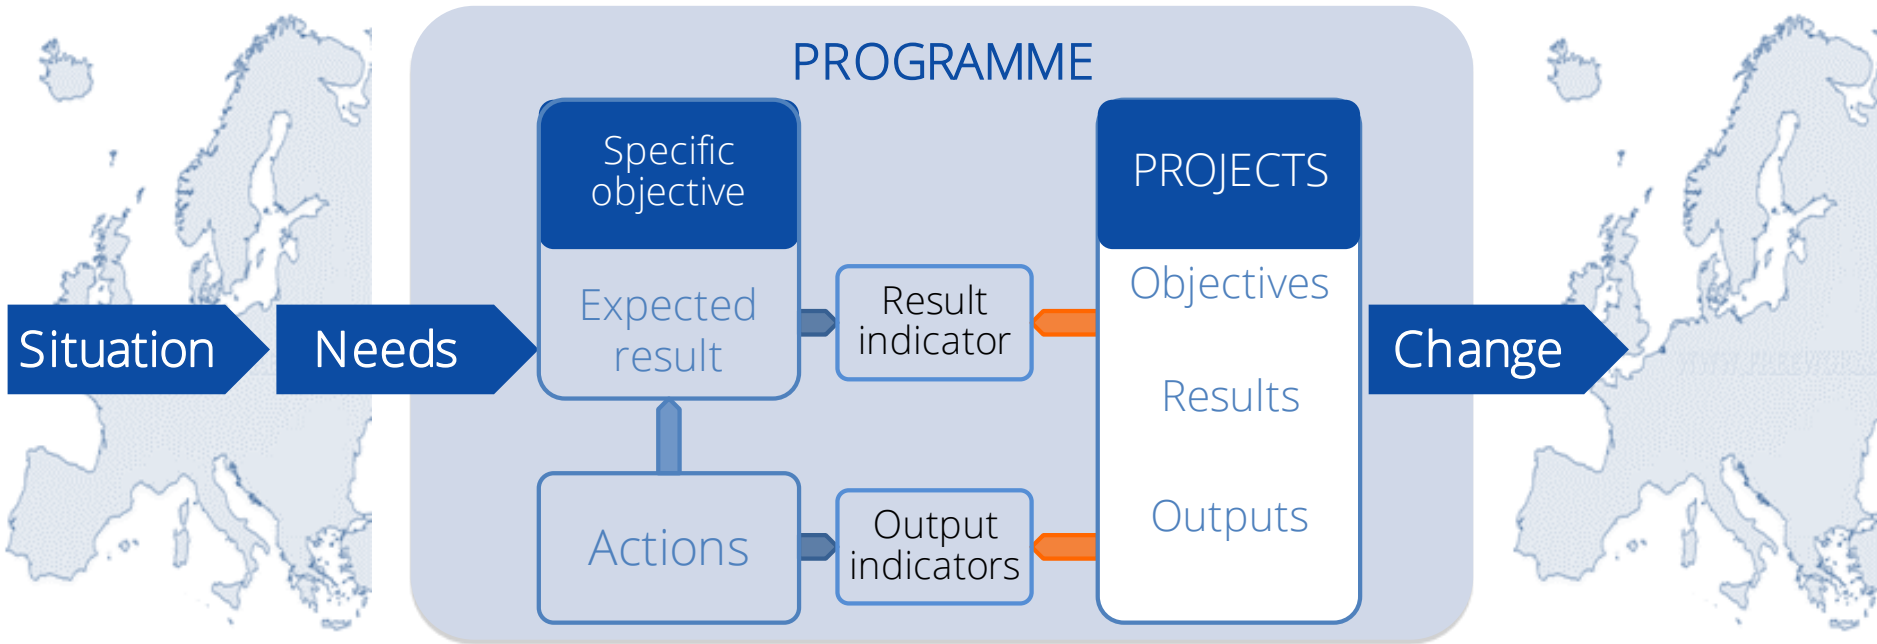 PROGRAMME
Specific
objective
PROJECTS
Expected
result
Result
indicator
Objectives
Situation
Needs
Change
Results
Actions
Output
indicators
Outputs